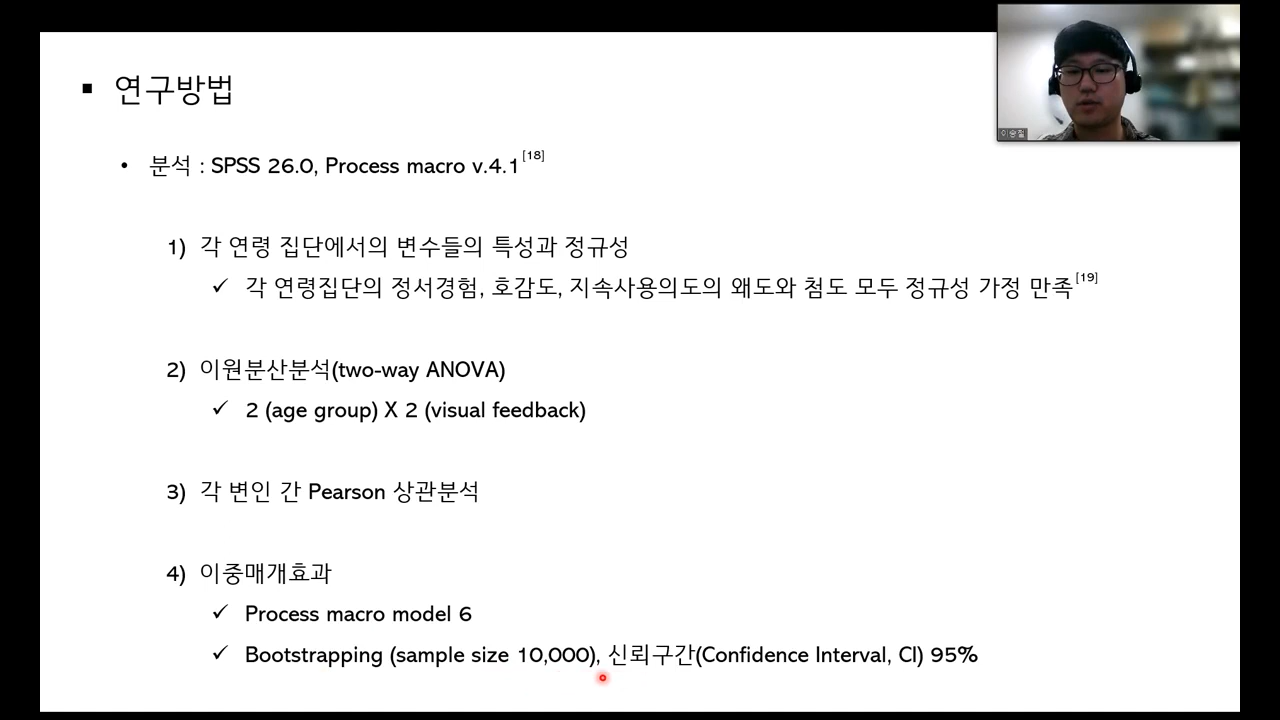 ■ 연구방법
이승철
• 분석 : SPSS 26.0, Process macro v.4.1[18]
1) 각 연령 집단에서의 변수들의 특성과 정규성
✓ 각 연령집단의 정서경험, 호감도, 지속사용의도의 왜도와 첨도 모두 정규성 가정 만족[19]
2) 이원분산분석(two-way ANOVA)
✓ 2 (age group) X 2 (visual feedback)
3) 각 변인 간 Pearson 상관분석
4) 이중매개효과
✓ Process macro model 6
✓ Bootstrapping (sample size 10,000), 신뢰구간(Confidence Interval, CI) 95%